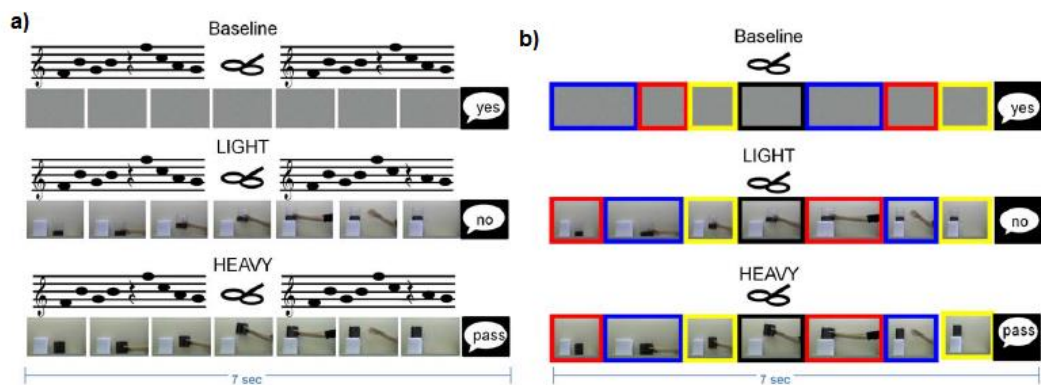 a)
Baseline
yes
LIGHT
no
HEAVY
pass
7 sec
b)
Baseline
yes
LIGHT
no
HEAVY
pass
7 sec